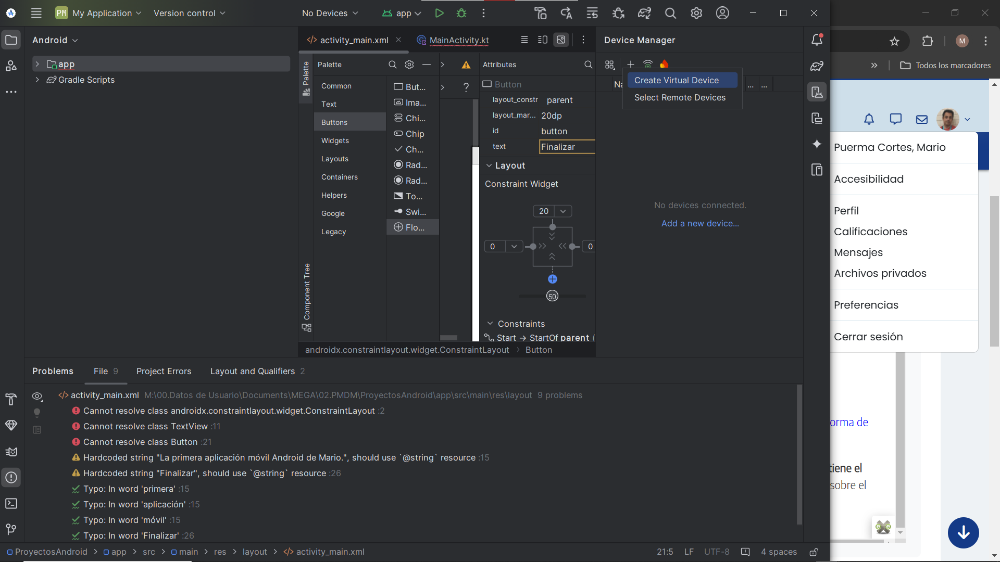 PM My Application
Version control
No Devices
app
Android
app
Gradle Scripts
activity_main.xml
MainActivity.kt
Palette
Component Tree
Palette
Common
Text
Buttons
Widgets
Layouts
Containers
Helpers
Google
Legacy
But...
Ima...
Chi...
Chip
Ch...
Rad...
Rad...
To...
Swi...
Flo...
?
Attributes
Button
layout_constr parent
layout_mar... 20dp
id button
text Finalizar
Layout
Constraint Widget
20
0
0
50
Constraints
Start → StartOf parent (
androidx.constraintlayout.widget.ConstraintLayout > Button
Device Manager
Na
... ...
Create Virtual Device
Select Remote Devices
No devices connected.
Add a new device...
Problems
File 9
Project Errors
Layout and Qualifiers 2
activity_main.xml M:\00.Datos de Usuario\Documents\MEGA\02.PMDM\ProyectosAndroid\app\src\main\res\layout 9 problems
Cannot resolve class androidx.constraintlayout.widget.ConstraintLayout :2
Cannot resolve class TextView :11
Cannot resolve class Button :21
Hardcoded string "La primera aplicación móvil Android de Mario.", should use `@string` resource :15
Hardcoded string "Finalizar", should use `@string` resource :26
Typo: In word 'primera' :15
Typo: In word 'aplicación' :15
Typo: In word 'móvil' :15
Typo: In word 'Finalizar' :26
ProyectosAndroid > app > src > main > res > layout > activity_main.xml
21:5 LF UTF-8 4 spaces
M
» Todos los marcadores
Puerma Cortes, Mario
Accesibilidad
Perfil
Calificaciones
Mensajes
Archivos privados
Preferencias
Cerrar sesión
orma de
tiene el
sobre el